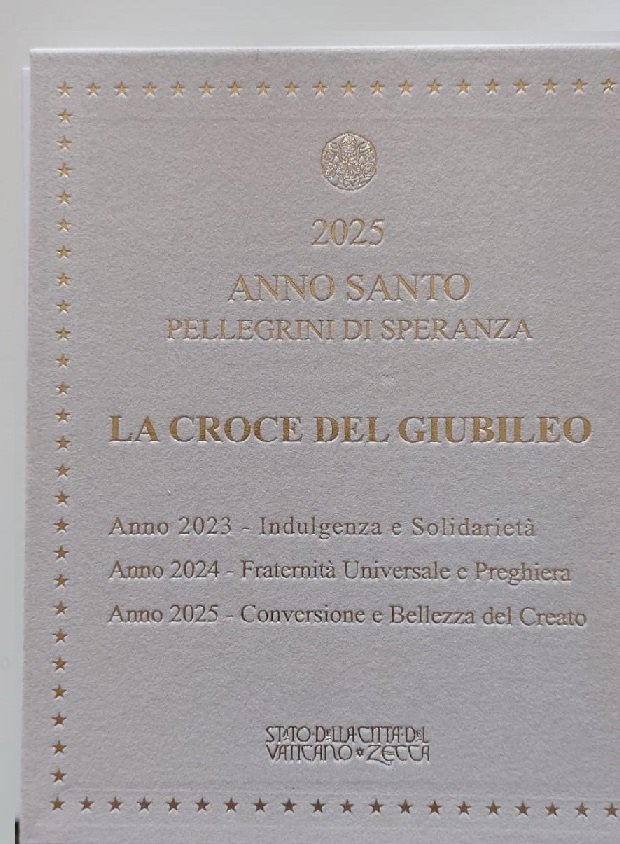 2025
ANNO SANTO
PELLEGRINI DI SPERANZA
LA CROCE DEL GIUBILEO
Anno 2023 - Indulgenza e Solidarietà
Anno 2024 - Fraternità Universale e Preghiera
Anno 2025 - Conversione e Bellezza del Creato
STATO·DELLA·CITTÀ·DEL
VATICANO * ZECCA